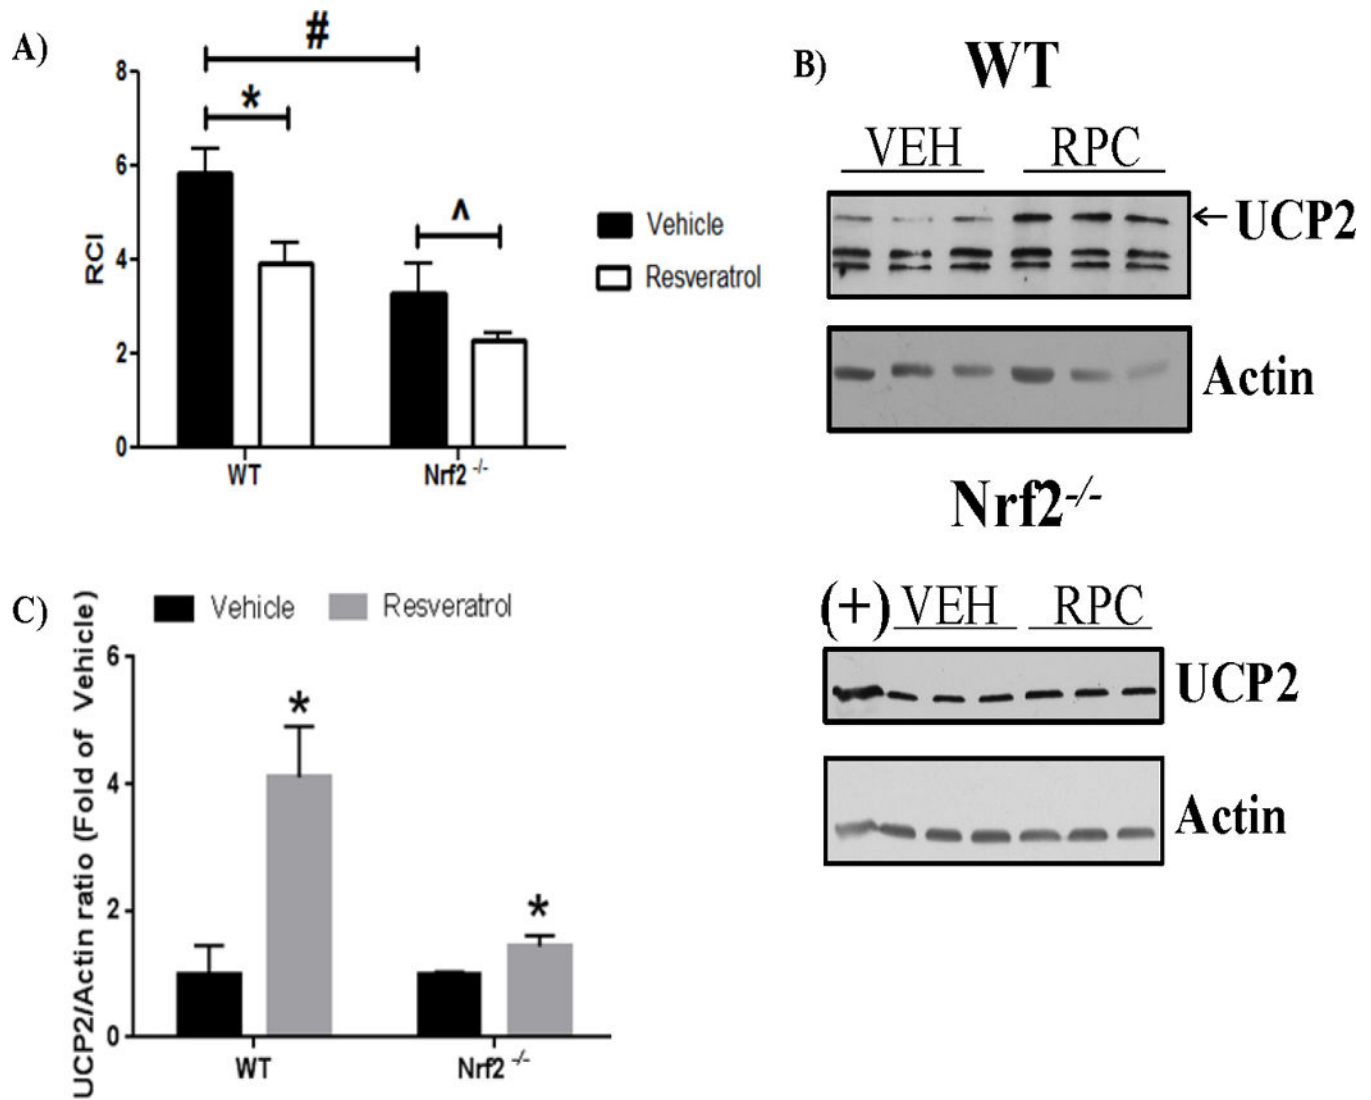 A)
#
*
^
8
6
4
2
0
RCI
WT
Nrf2 -/-
Vehicle
Resveratrol
B)
WT
VEH RPC
←UCP2
Actin
Nrf2-/-
(+) VEH RPC
UCP2
Actin
C)
Vehicle Resveratrol
UCP2/Actin ratio (Fold of Vehicle)
6
4
2
0
*
*
WT
Nrf2 -/-